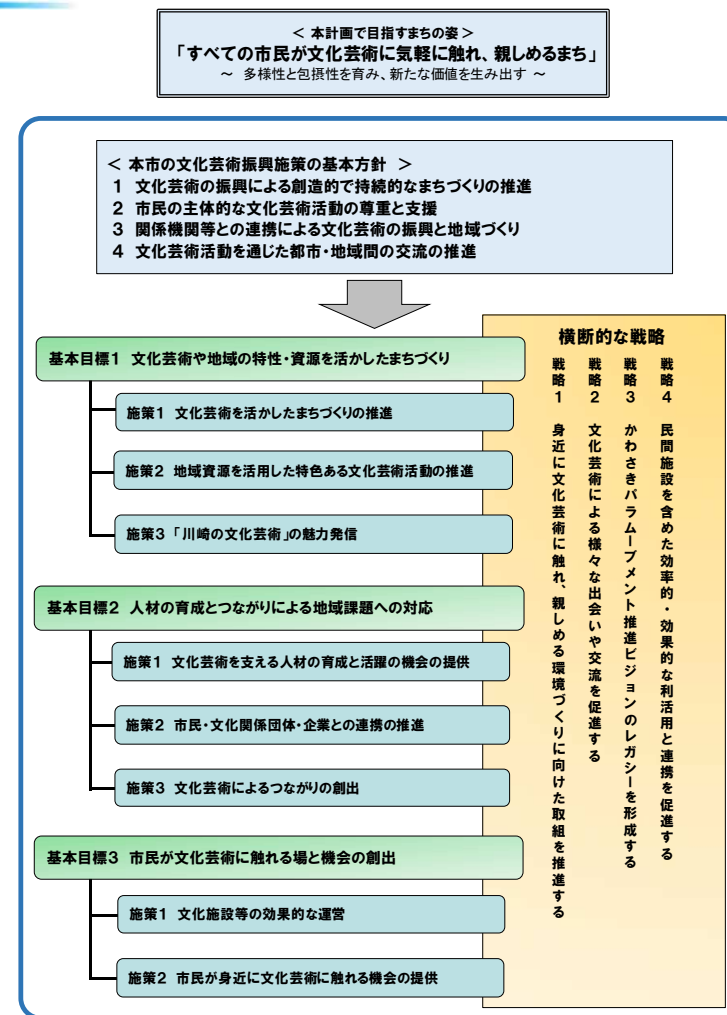 ＜ 本計画で目指すまちの姿 ＞
「すべての市民が文化芸術に気軽に触れ、親しめるまち」
～ 多様性と包摂性を育み、新たな価値を生み出す ～
＜ 本市の文化芸術振興施策の基本方針 ＞
1 文化芸術の振興による創造的で持続的なまちづくりの推進
2 市民の主体的な文化芸術活動の尊重と支援
3 関係機関等との連携による文化芸術の振興と地域づくり
4 文化芸術活動を通じた都市・地域間の交流の推進
基本目標1 文化芸術や地域の特性・資源を活かしたまちづくり
施策1 文化芸術を活かしたまちづくりの推進
施策2 地域資源を活用した特色ある文化芸術活動の推進
施策3 「川崎の文化芸術」の魅力発信
基本目標2 人材の育成とつながりによる地域課題への対応
施策1 文化芸術を支える人材の育成と活躍の機会の提供
施策2 市民・文化関係団体・企業との連携の推進
施策3 文化芸術によるつながりの創出
基本目標3 市民が文化芸術に触れる場と機会の創出
施策1 文化施設等の効果的な運営
施策2 市民が身近に文化芸術に触れる機会の提供
横断的な戦略
戦略1 身近に文化芸術に触れ、親しめる環境づくりに向けた取組を推進する
戦略2 文化芸術による様々な出会いや交流を促進する
戦略3 かわさきパラムーブメント推進ビジョンのレガシーを形成する
戦略4 民間施設を含めた効率的・効果的な利活用と連携を促進する